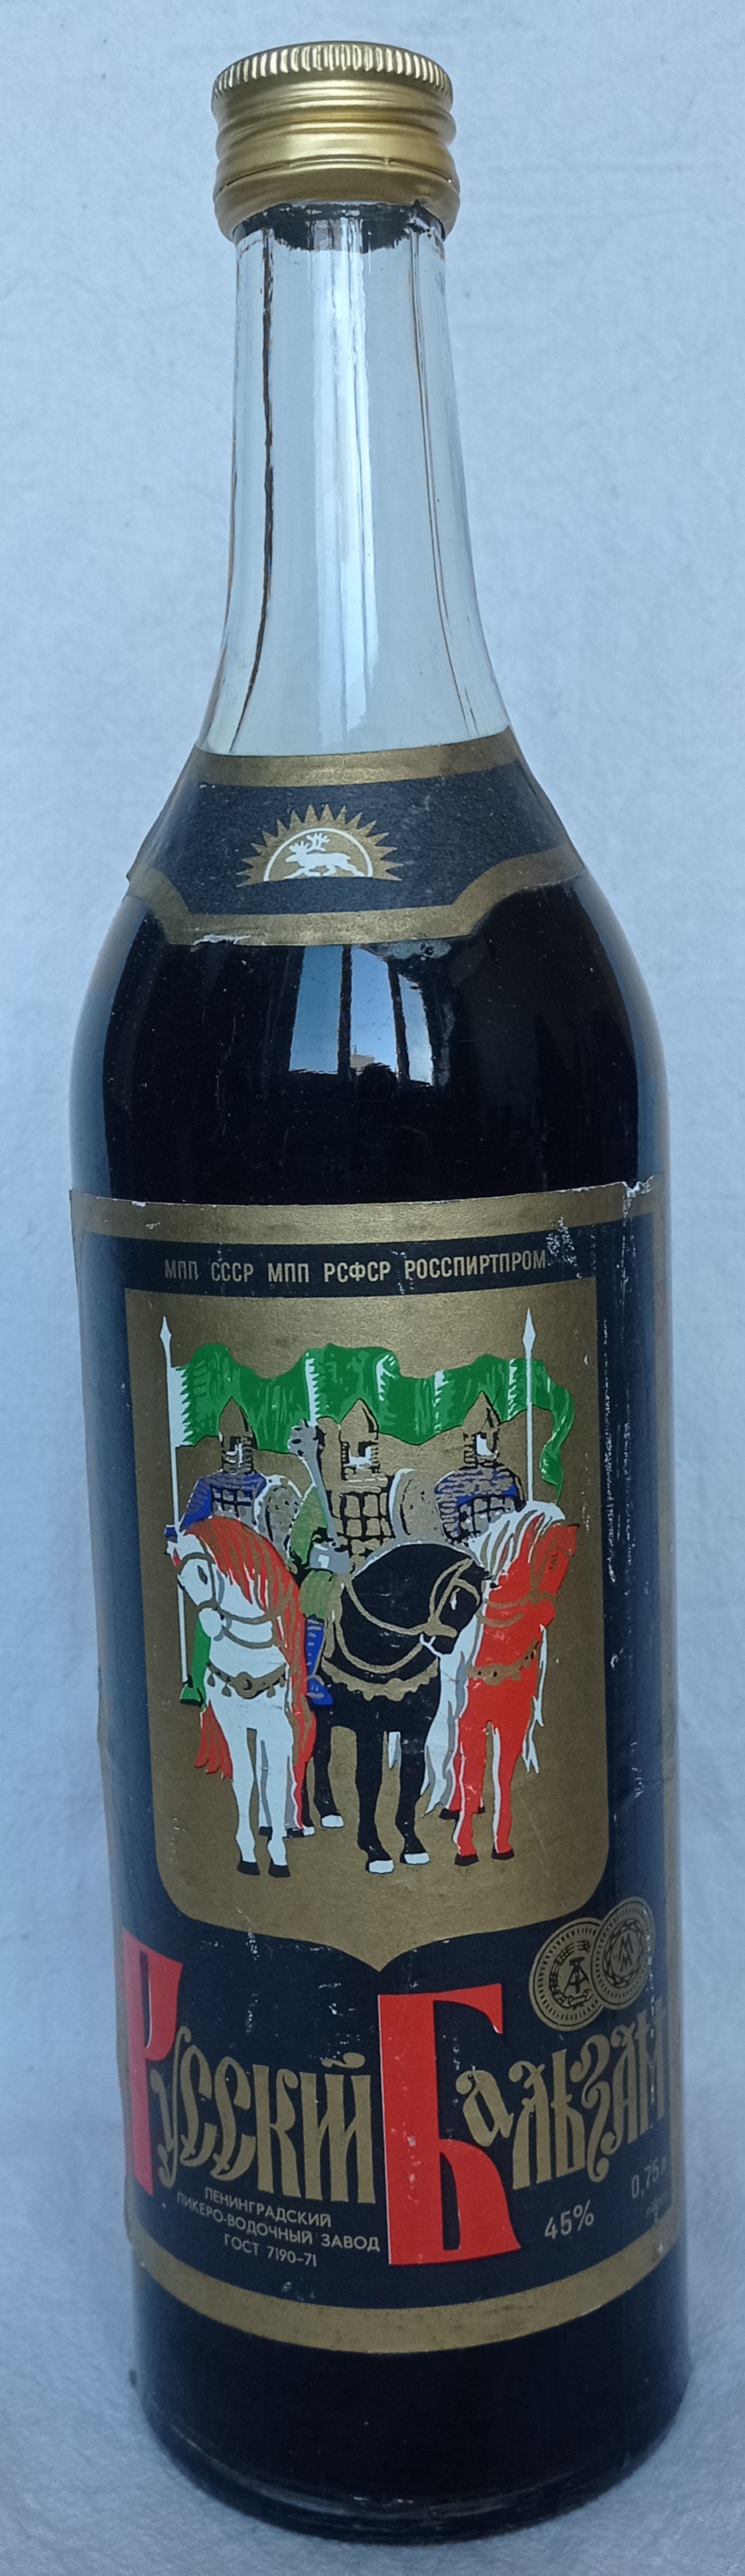 МПП СССР МПП РСФСР РОССПИРТПРОМ
Русский Бальзам
ЛЕНИНГРАДСКИЙ
ЛИКЕРО-ВОДОЧНЫЙ ЗАВОД
ГОСТ 7190-71
45%
0,75 л